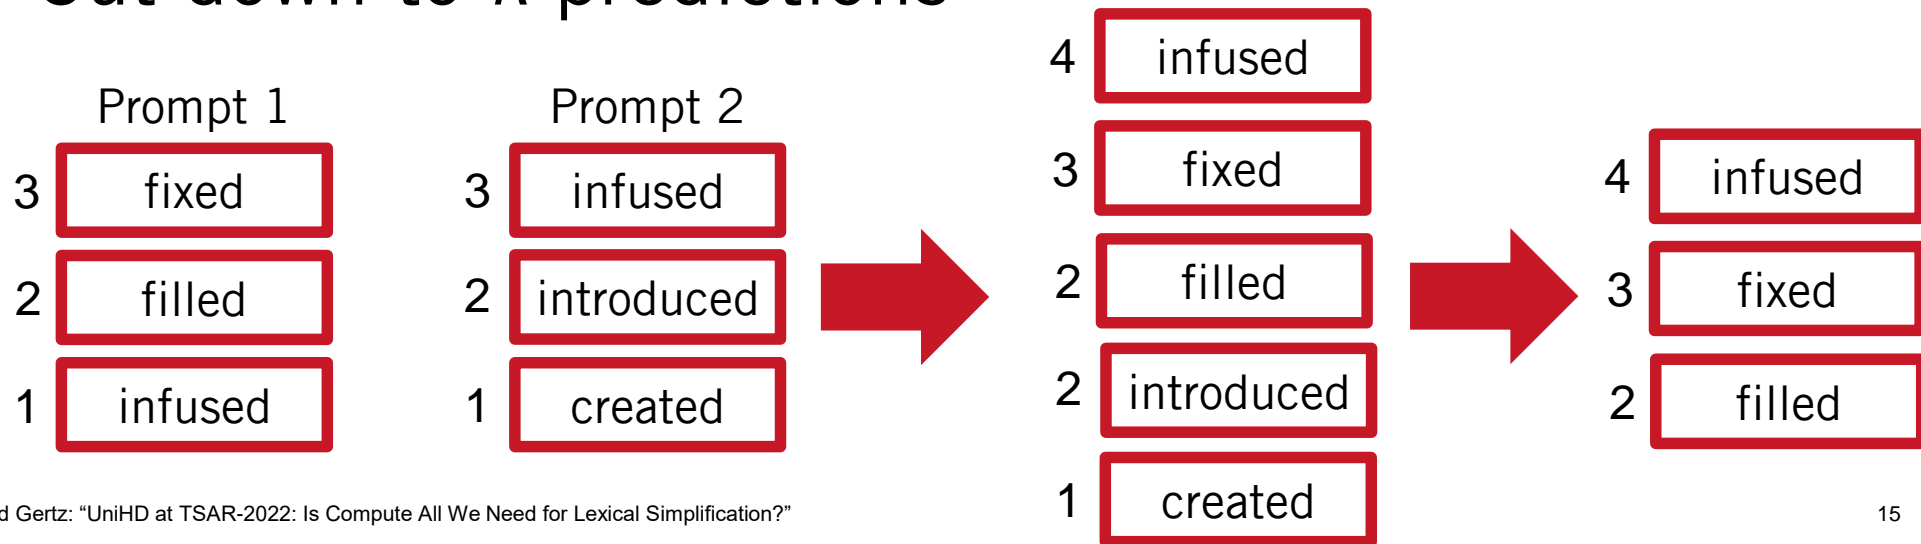 Prompt 1
3 fixed
2 filled
1 infused
Prompt 2
3 infused
2 introduced
1 created
4 infused
3 fixed
2 filled
2 introduced
1 created
4 infused
3 fixed
2 filled
Gertz: “UniHD at TSAR-2022: Is Compute All We Need for Lexical Simplification?”
15